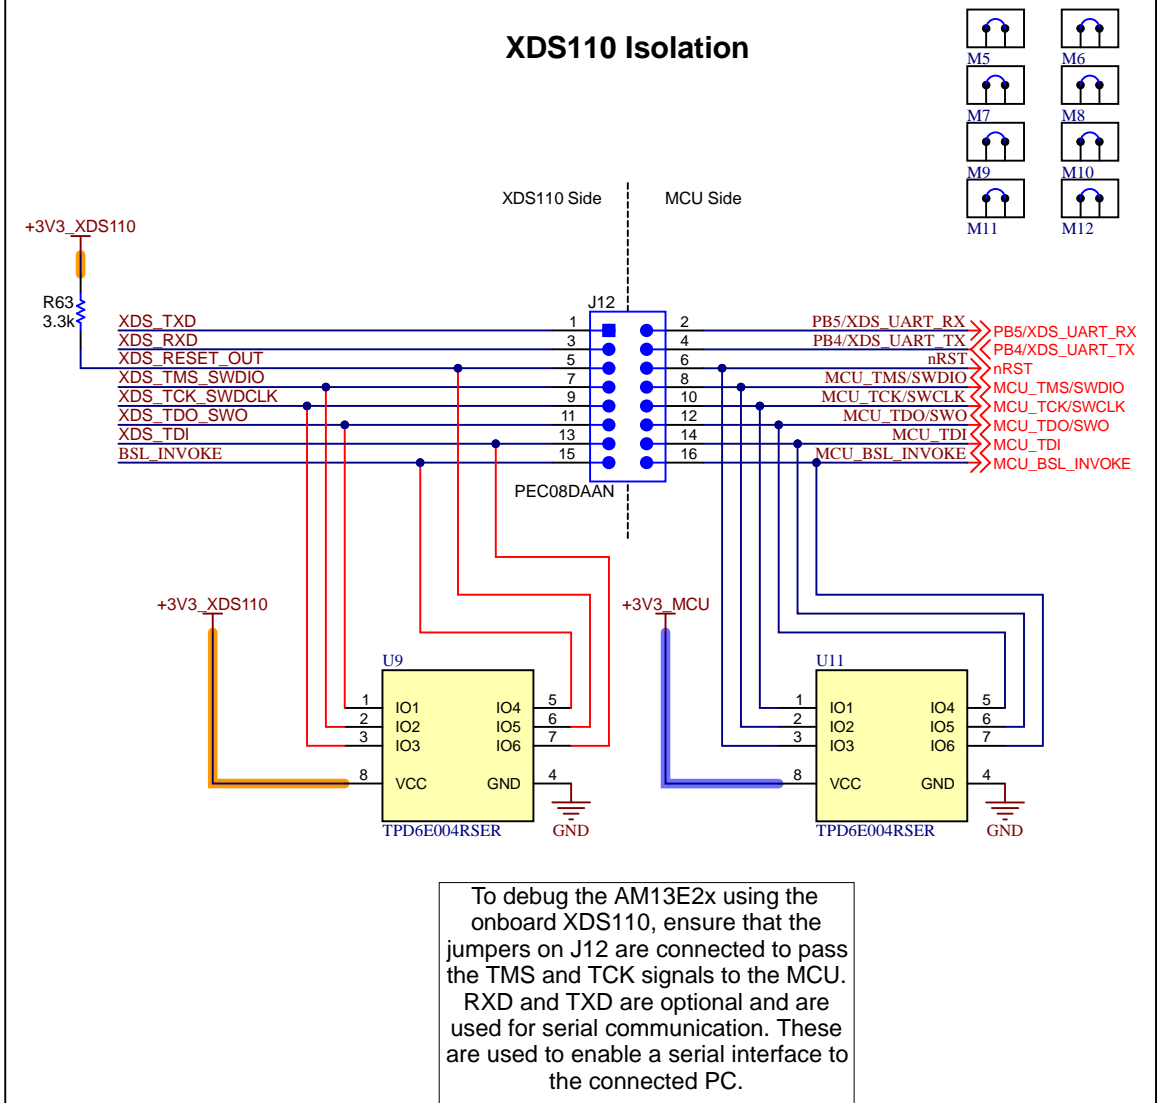 XDS110 Isolation
M5
M6
M7
M8
M9
M10
M11
M12
XDS110 Side
MCU Side
+3V3_XDS110
R63
3.3k
J12
XDS_TXD
1
2
PB5/XDS_UART_RX
PB5/XDS_UART_RX
XDS_RXD
3
4
PB4/XDS_UART_TX
PB4/XDS_UART_TX
XDS_RESET_OUT
5
6
nRST
nRST
XDS_TMS_SWDIO
7
8
MCU_TMS/SWDIO
MCU_TMS/SWDIO
XDS_TCK_SWDCLK
9
10
MCU_TCK/SWCLK
MCU_TCK/SWCLK
XDS_TDO_SWO
11
12
MCU_TDO/SWO
MCU_TDO/SWO
XDS_TDI
13
14
MCU_TDI
MCU_TDI
BSL_INVOKE
15
16
MCU_BSL_INVOKE
MCU_BSL_INVOKE
PEC08DAAN
+3V3_XDS110
U9
1
IO1
IO4
5
2
IO2
IO5
6
3
IO3
IO6
7
8
VCC
GND
4
TPD6E004RSER
GND
+3V3_MCU
U11
1
IO1
IO4
5
2
IO2
IO5
6
3
IO3
IO6
7
8
VCC
GND
4
TPD6E004RSER
GND
To debug the AM13E2x using the
onboard XDS110, ensure that the
jumpers on J12 are connected to pass
the TMS and TCK signals to the MCU.
RXD and TXD are optional and are
used for serial communication. These
are used to enable a serial interface to
the connected PC.